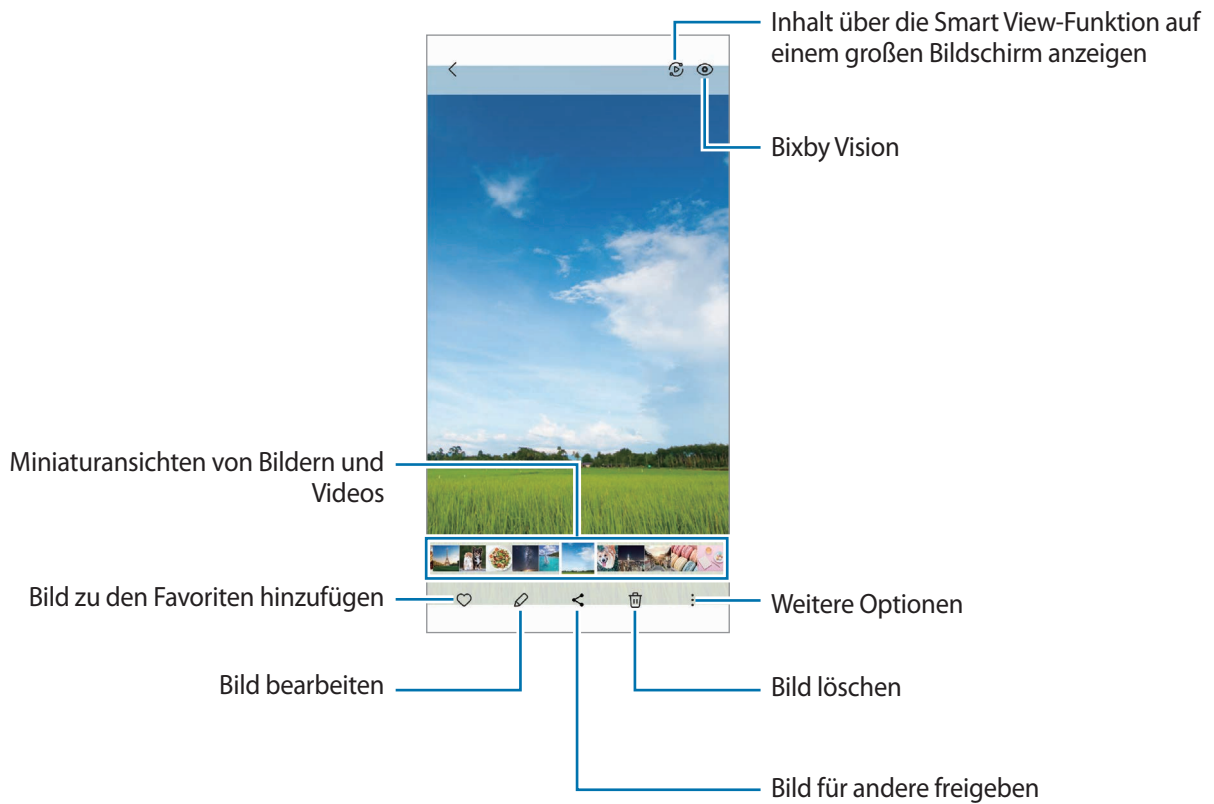 Inhalt über die Smart View-Funktion auf
einem großen Bildschirm anzeigen
Bixby Vision
Miniaturansichten von Bildern und
Videos
Bild zu den Favoriten hinzufügen
Weitere Optionen
Bild bearbeiten
Bild löschen
Bild für andere freigeben